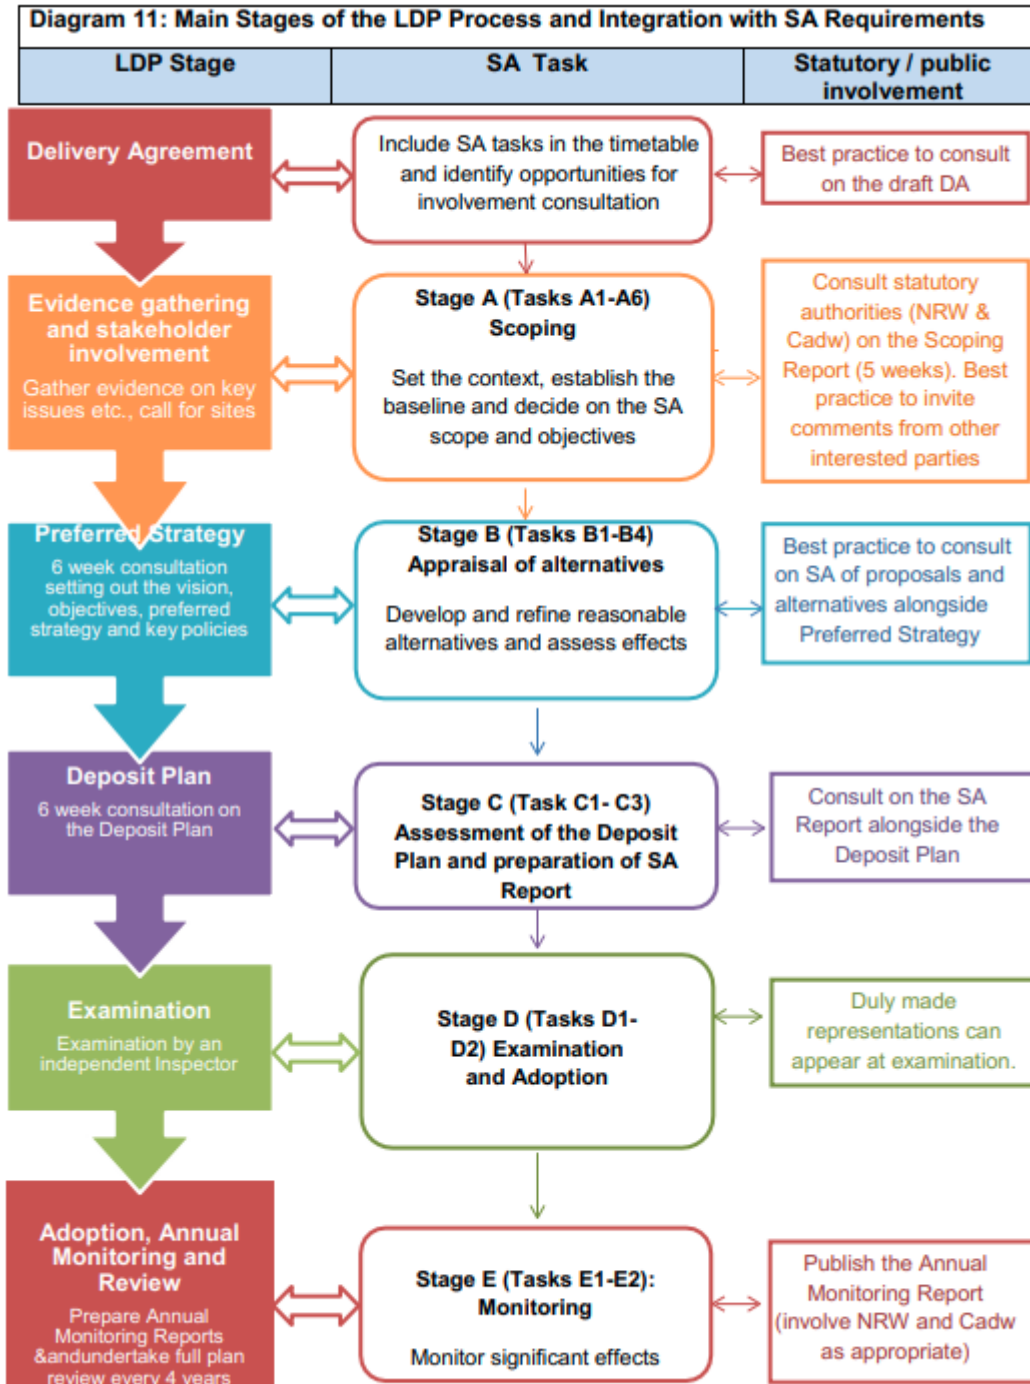 Diagram 11: Main Stages of the LDP Process and Integration with SA Requirements
LDP Stage
SA Task
Statutory / public
involvement
Delivery Agreement
Include SA tasks in the timetable
and identify opportunities for
involvement consultation
Best practice to consult
on the draft DA
Evidence gathering
and stakeholder
involvement
Gather evidence on key
issues etc., call for sites
Stage A (Tasks A1-A6)
Scoping
Set the context, establish the
baseline and decide on the SA
scope and objectives
Consult statutory
authorities (NRW &
Cadw) on the Scoping
Report (5 weeks). Best
practice to invite
comments from other
interested parties
Preferred Strategy
6 week consultation
setting out the vision,
objectives, preferred
strategy and key policies
Stage B (Tasks B1-B4)
Appraisal of alternatives
Develop and refine reasonable
alternatives and assess effects
Best practice to consult
on SA of proposals and
alternatives alongside
Preferred Strategy
Deposit Plan
6 week consultation on
the Deposit Plan
Stage C (Task C1- C3)
Assessment of the Deposit
Plan and preparation of SA
Report
Consult on the SA
Report alongside the
Deposit Plan
Examination
Examination by an
independent Inspector
Stage D (Tasks D1-
D2) Examination
and Adoption
Duly made
representations can
appear at examination.
Adoption, Annual
Monitoring and
Review
Prepare Annual
Monitoring Reports
&andundertake full plan
review every 4 years
Stage E (Tasks E1-E2):
Monitoring
Monitor significant effects
Publish the Annual
Monitoring Report
(involve NRW and Cadw
as appropriate)